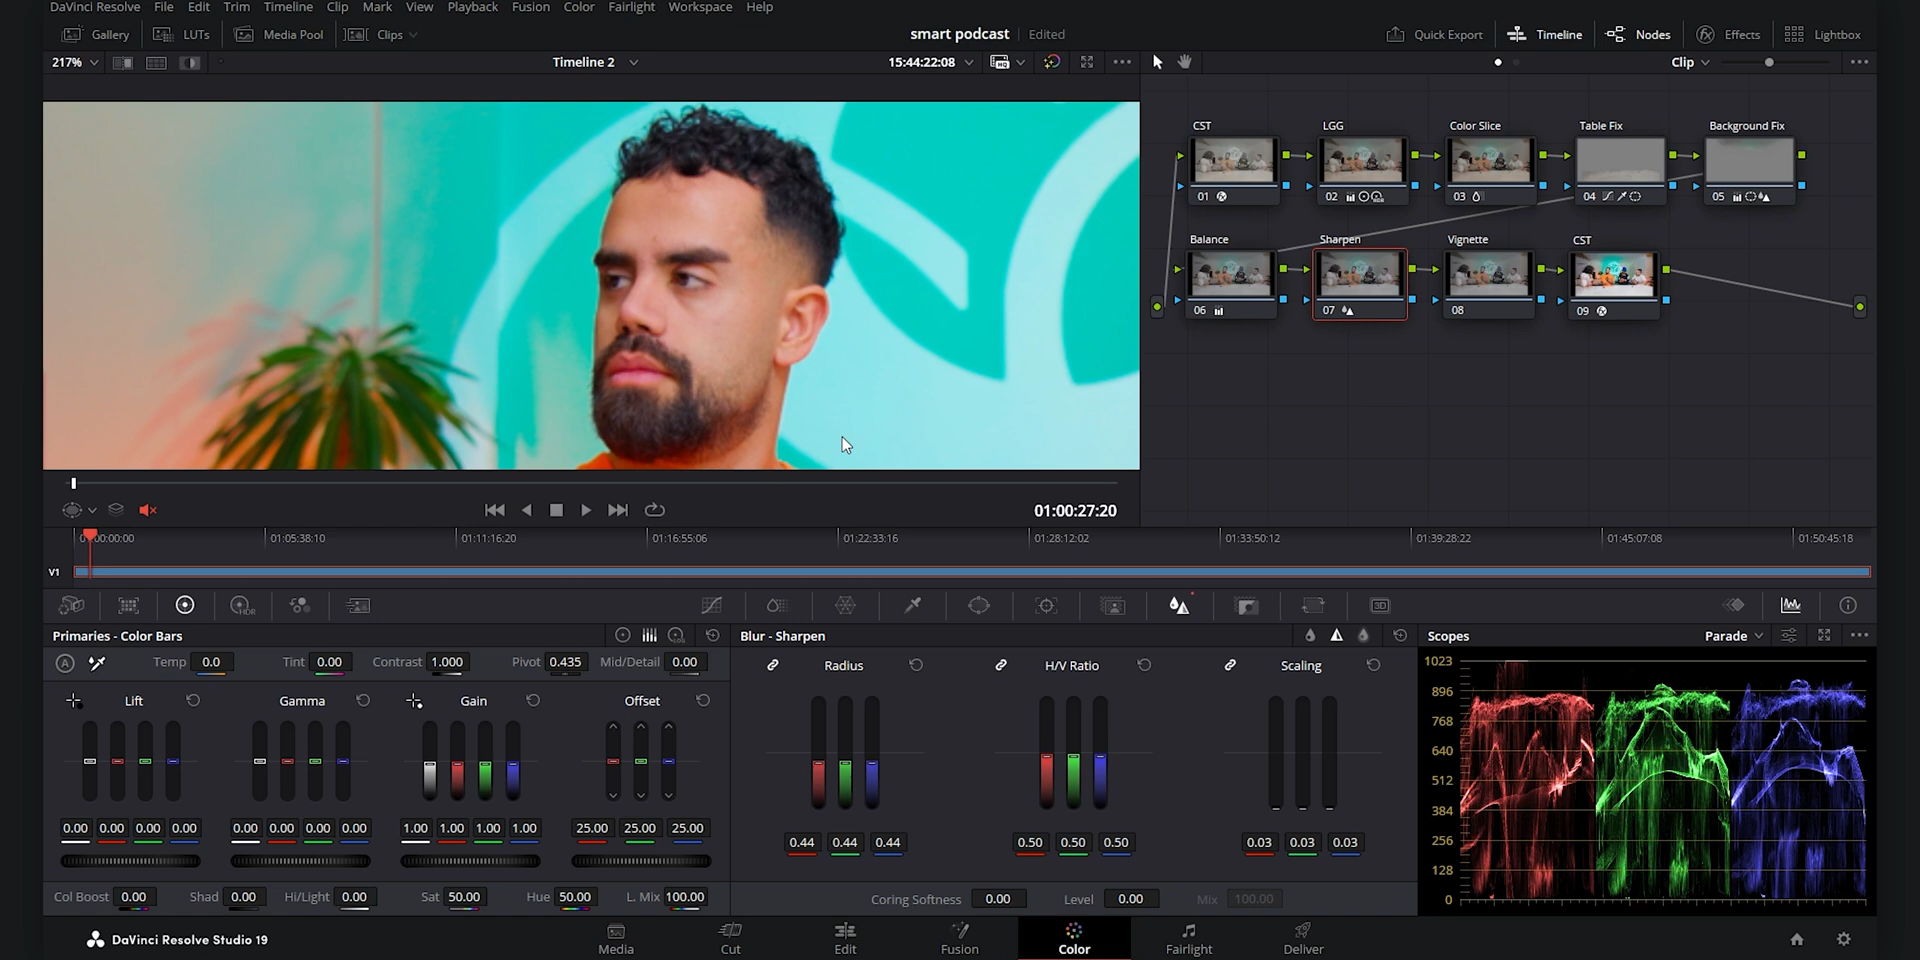 DaVinci Resolve File Edit Trim Timeline Clip Mark View Playback Fusion Color Fairlight Workspace Help
Gallery LUTs Media Pool Clips smart podcast Edited Quick Export Timeline Nodes Effects Lightbox
217% Timeline 2 15:44:22:08 Clip
CST LGG Color Slice Table Fix Background Fix
01 02 03 04 05
Balance Sharpen Vignette CST
06 07 08 09
01:00:27:20
01:05:38:10 01:11:16:20 01:16:55:06 01:22:33:16 01:28:12:02 01:33:50:12 01:39:28:22 01:45:07:08 01:50:45:18
V1
HDR 3D
Primaries - Color Bars Blur - Sharpen Scopes Parade
A Temp 0.0 Tint 0.00 Contrast 1.000 Pivot 0.435 Mid/Detail 0.00 Radius H/V Ratio Scaling
Lift Gamma Gain Offset
0.00 0.00 0.00 0.00 0.00 0.00 0.00 0.00 1.00 1.00 1.00 1.00 25.00 25.00 25.00
0.44 0.44 0.44 0.50 0.50 0.50 0.03 0.03 0.03
1023
896
768
640
512
384
256
128
0
Col Boost 0.00 Shad 0.00 Hi/Light 0.00 Sat 50.00 Hue 50.00 L. Mix 100.00 Coring Softness 0.00 Level 0.00 Mix 100.00
DaVinci Resolve Studio 19 Media Cut Edit Fusion Color Fairlight Deliver